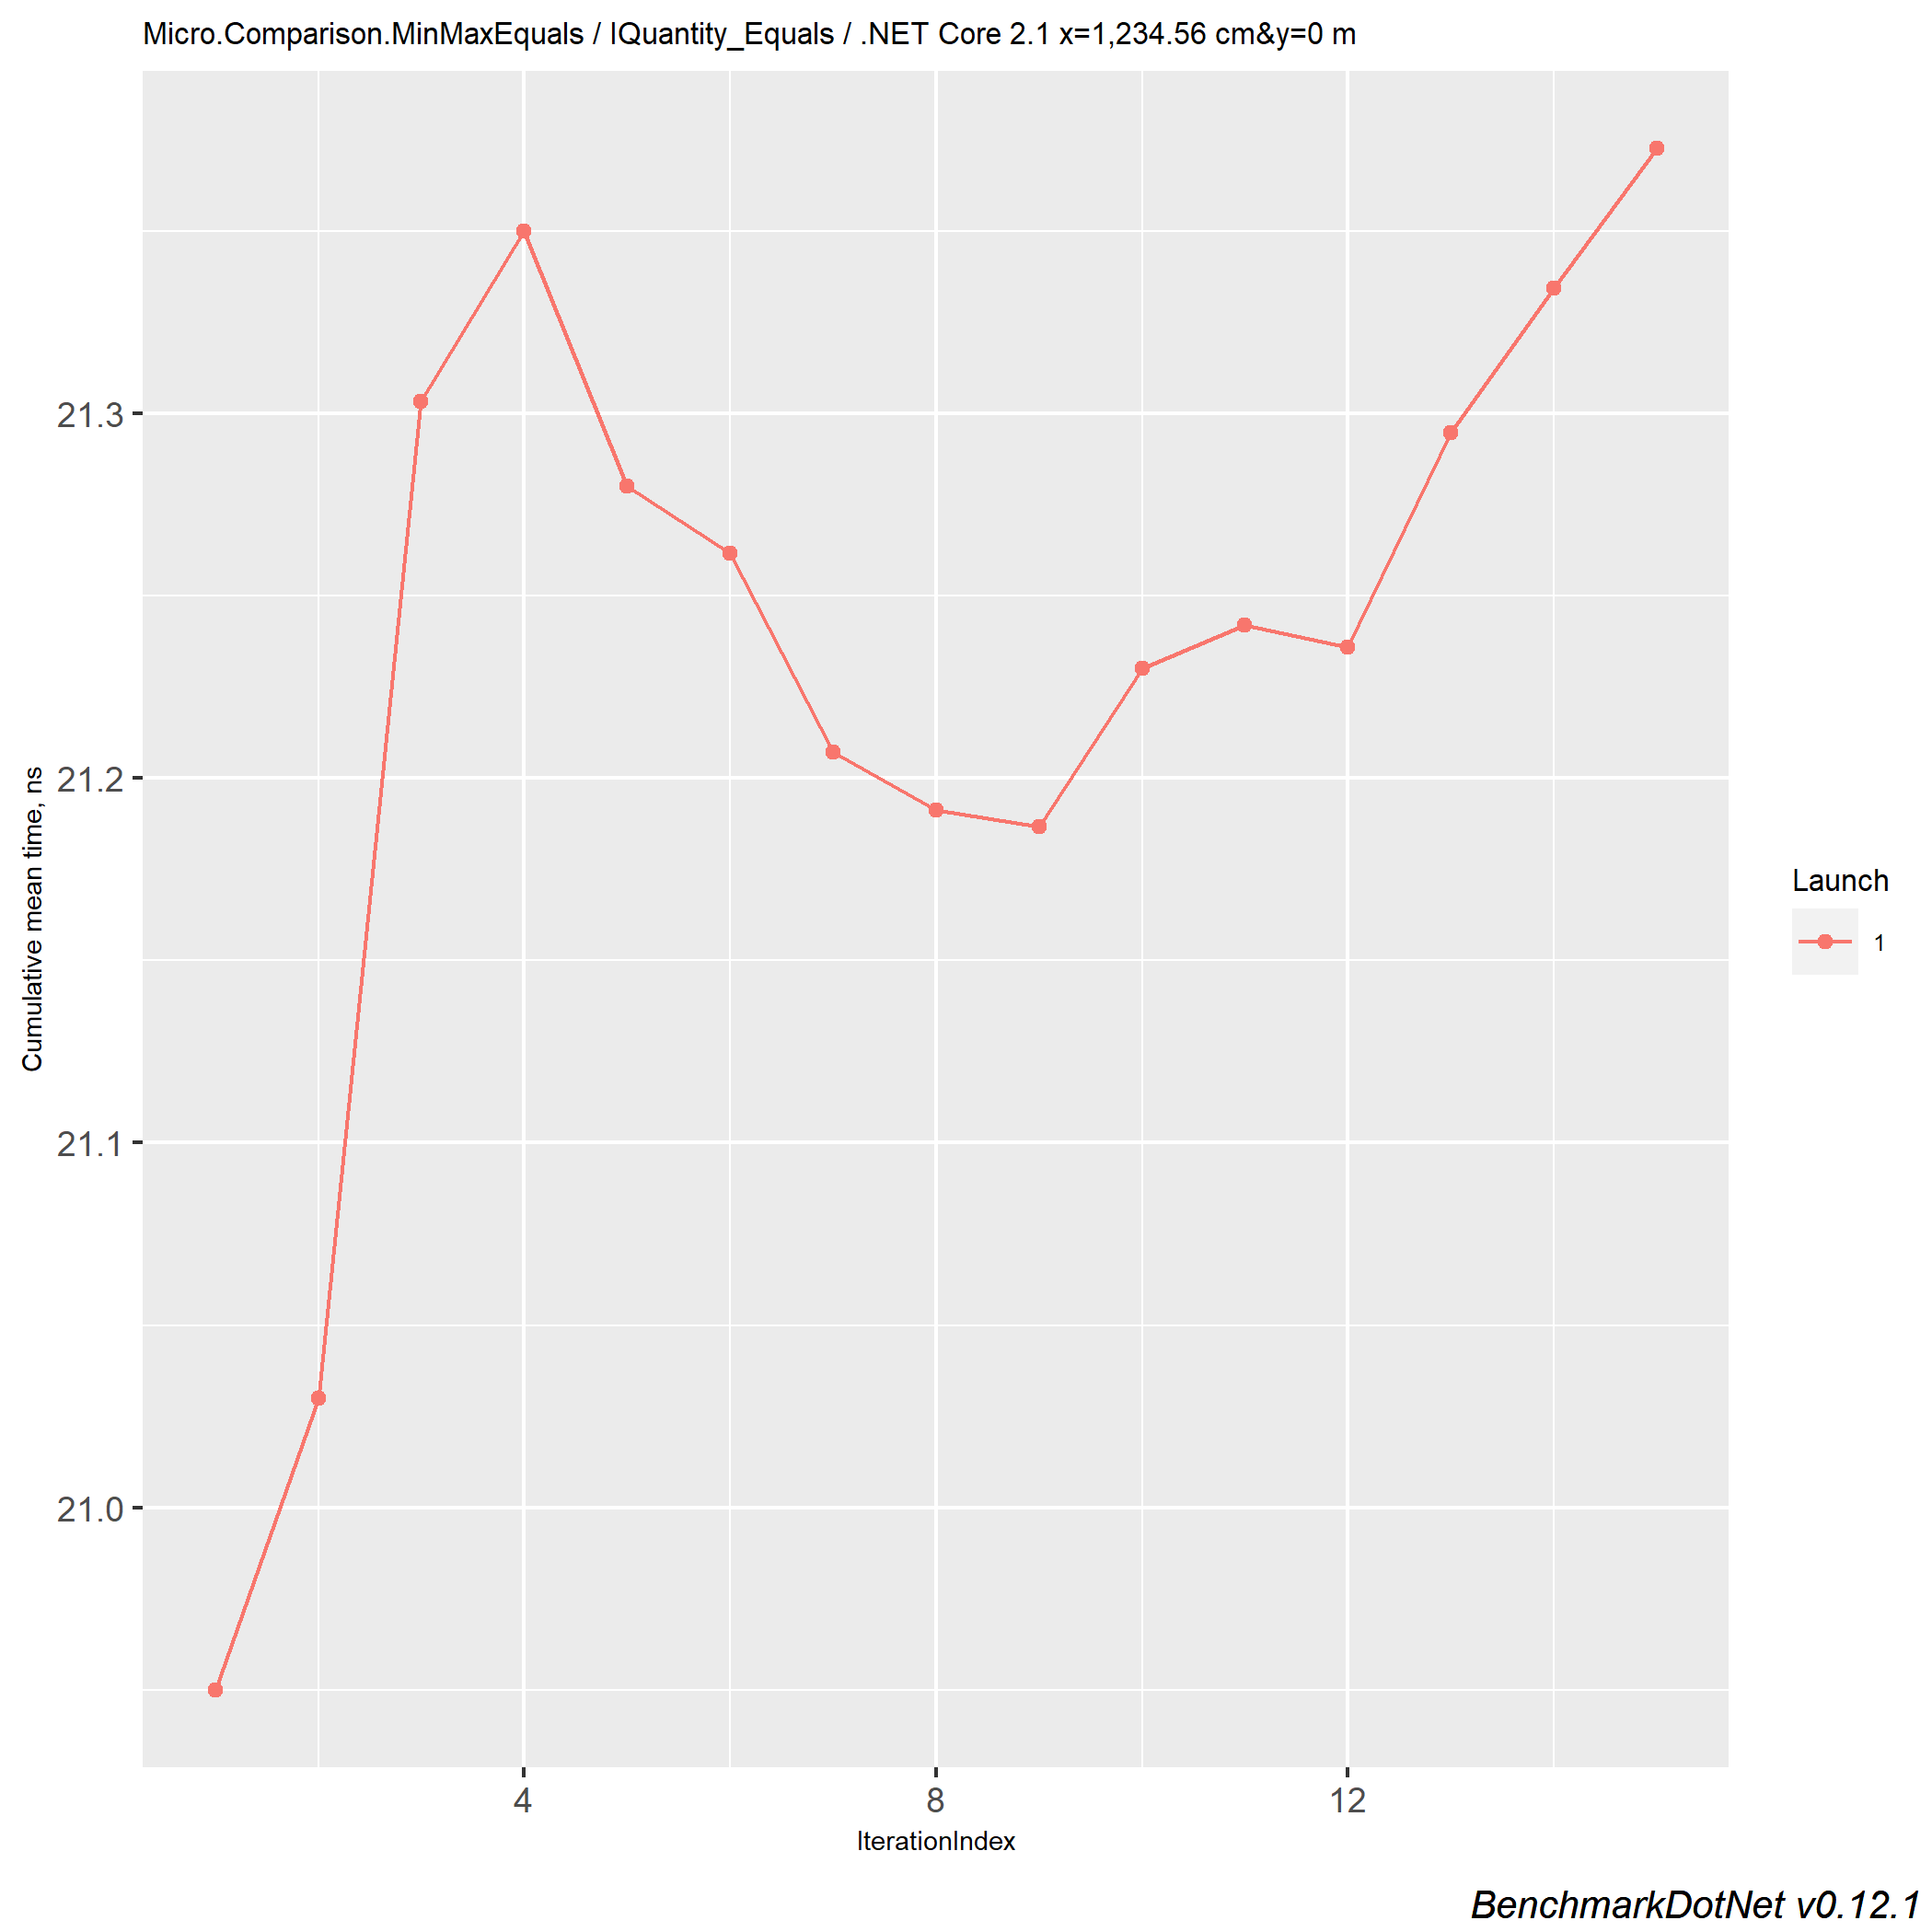 Micro.Comparison.MinMaxEquals / IQuantity_Equals / .NET Core 2.1 x=1,234.56 cm&y=0 m
21.3
21.2
21.1
21.0
Cumulative mean time, ns
4
8
12
IterationIndex
Launch
1
BenchmarkDotNet v0.12.1